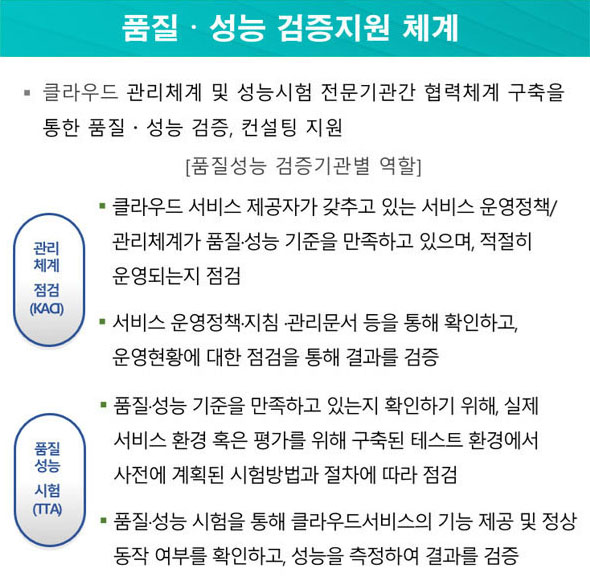 품질 · 성능 검증지원 체계
▪ 클라우드 관리체계 및 성능시험 전문기관간 협력체계 구축을
통한 품질 · 성능 검증, 컨설팅 지원
[품질성능 검증기관별 역할]
관리
체계
점검
(KACI)
▪ 클라우드 서비스 제공자가 갖추고 있는 서비스 운영정책/
관리체계가 품질·성능 기준을 만족하고 있으며, 적절히
운영되는지 점검
▪ 서비스 운영정책·지침 ·관리문서 등을 통해 확인하고,
운영현황에 대한 점검을 통해 결과를 검증
품질
성능
시험
(TTA)
▪ 품질·성능 기준을 만족하고 있는지 확인하기 위해, 실제
서비스 환경 혹은 평가를 위해 구축된 테스트 환경에서
사전에 계획된 시험방법과 절차에 따라 점검
▪ 품질·성능 시험을 통해 클라우드서비스의 기능 제공 및 정상
동작 여부를 확인하고, 성능을 측정하여 결과를 검증